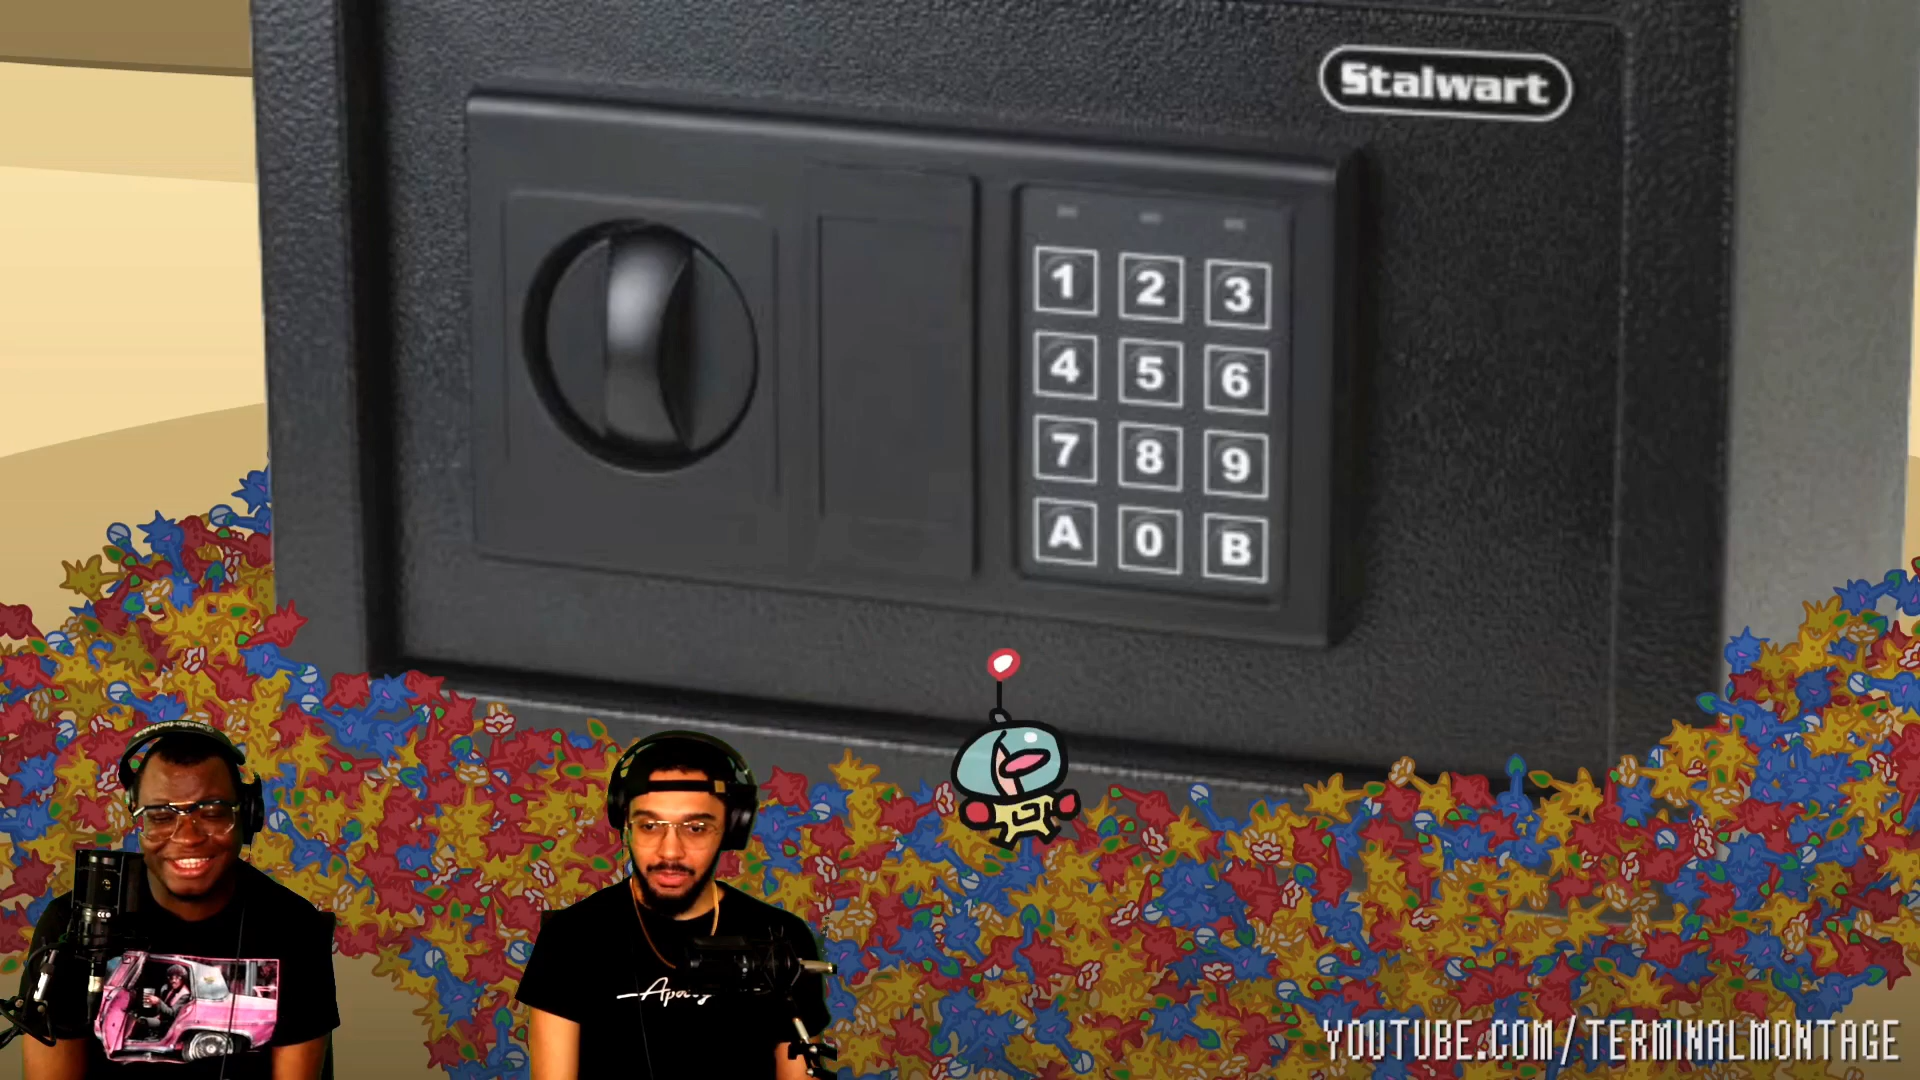 Stalwart
1 2 3
4 5 6
7 8 9
A 0 B
YOUTUBE.COM/TERMINALMONTAGE